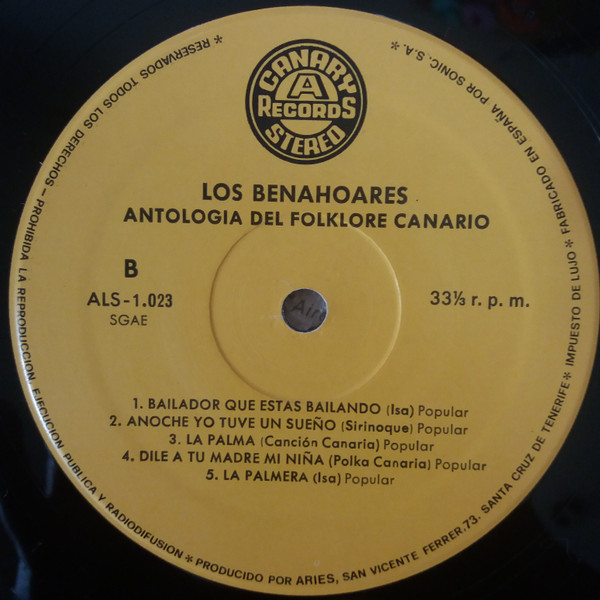 CANARY
A
RECORDS
STEREO
LOS BENAHOARES
ANTOLOGIA DEL FOLKLORE CANARIO
B
ALS-1.023
SGAE
33⅓ r. p. m.
1. BAILADOR QUE ESTAS BAILANDO (Isa) Popular
2. ANOCHE YO TUVE UN SUEÑO (Sirinoque) Popular
3. LA PALMA (Canción Canaria) Popular
4. DILE A TU MADRE MI NIÑA (Polka Canaria) Popular
5. LA PALMERA (Isa) Popular
* RESERVADOS TODOS LOS DERECHOS - PROHIBIDA LA REPRODUCCION, EJECUCION PUBLICA Y RADIODIFUSION * PRODUCIDO POR ARIES, SAN VICENTE FERRER,73. SANTA CRUZ DE TENERIFE * IMPUESTO DE LUJO * FABRICADO EN ESPAÑA POR SONIC, S.A. *